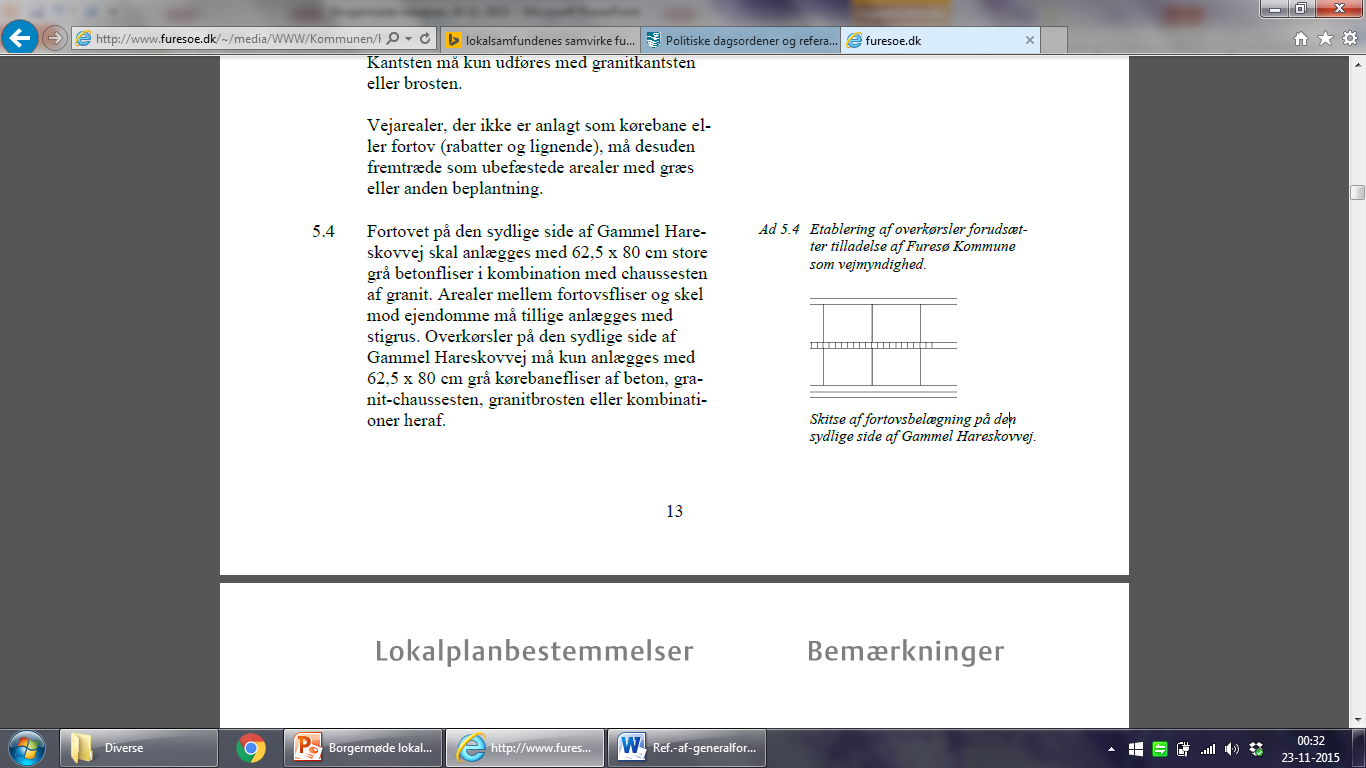 Borgermøde lokalplan 24-11-2015 - Microsoft PowerPoint
http://www.furesoe.dk/~/media/WWW/Kommunen/
lokalsamfundenes samvirke fu...
Politiske dagsordener og refera...
furesoe.dk
Kantsten må kun udføres med granitkantsten
eller brosten.
Vejarealer, der ikke er anlagt som kørebane el-
ler fortov (rabatter og lignende), må desuden
fremtræde som ubefæstede arealer med græs
eller anden beplantning.
5.4 Fortovet på den sydlige side af Gammel Hare-
skovvej skal anlægges med 62,5 x 80 cm store
grå betonfliser i kombination med chaussesten
af granit. Arealer mellem fortovsfliser og skel
mod ejendomme må tillige anlægges med
stigrus. Overkørsler på den sydlige side af
Gammel Hareskovvej må kun anlægges med
62,5 x 80 cm grå kørebanefliser af beton, gra-
nit-chaussesten, granitbrosten eller kombinati-
oner heraf.
Ad 5.4 Etablering af overkørsler forudsæt-
ter tilladelse af Furesø Kommune
som vejmyndighed.
Skitse af fortovsbelægning på den
sydlige side af Gammel Hareskovvej.
13
Lokalplanbestemmelser
Bemærkninger
Diverse
Borgermøde lokal...
http://www.fures...
Ref.-af-generalfor...
00:32
23-11-2015